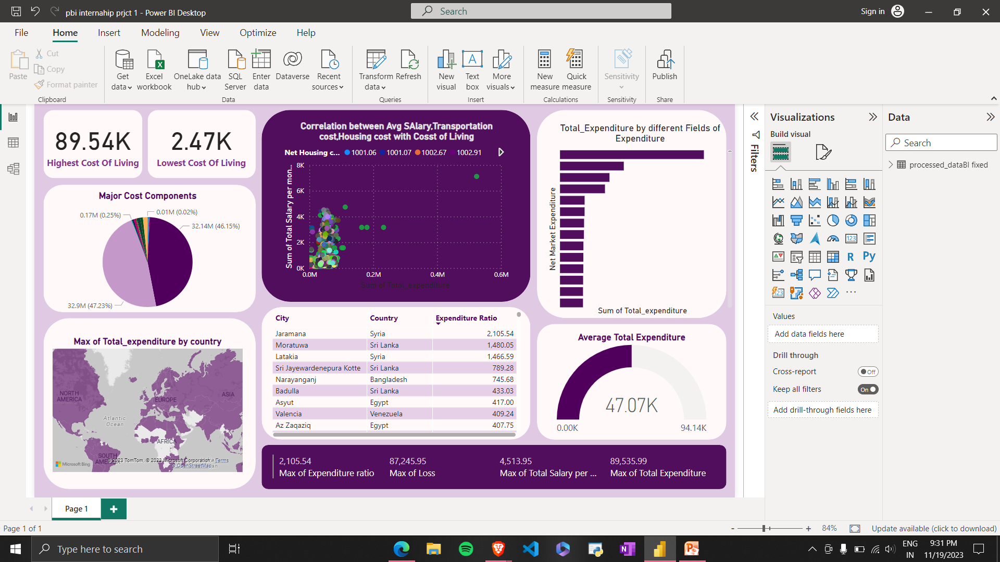 pbi internahip prjct 1 - Power BI Desktop
Search
Sign in
File Home Insert Modeling View Optimize Help
Paste
Cut
Copy
Format painter
Clipboard
Get data
Excel workbook
OneLake data hub
SQL Server
Enter data
Dataverse
Recent sources
Data
Transform data
Refresh
Queries
New visual
Text box
More visuals
Insert
New measure
Quick measure
Calculations
Sensitivity
Sensitivity
Publish
Share
89.54K
Highest Cost Of Living
2.47K
Lowest Cost Of Living
Major Cost Components
0.17M (0.25%)
0.01M (0.02%)
32.14M (46.15%)
32.9M (47.23%)
Max of Total_expenditure by country
NORTH AMERICA
EUROPE
ASIA
Atlantic Ocean
AFRICA
SOUTH AMERICA
Microsoft Bing
© 2023 TomTom, © 2023 Microsoft Corporation, Terms
© OpenStreetMap
Correlation between Avg SAlary,Transportation
cost,Housing cost with Cosst of Living
Net Housing c... 1001.06 1001.07 1002.67 1002.91
Sum of Total Salary per mon...
8K
6K
4K
2K
0K
0.0M 0.2M 0.4M 0.6M
Sum of Total_expenditure
City Country Expenditure Ratio
Jaramana Syria 2,105.54
Moratuwa Sri Lanka 1,480.05
Latakia Syria 1,466.59
Sri Jayewardenepura Kotte Sri Lanka 789.28
Narayanganj Bangladesh 745.68
Badulla Sri Lanka 433.03
Asyut Egypt 417.00
Valencia Venezuela 409.24
Az Zaqaziq Egypt 407.75
Total_Expenditure by different Fields of
Expenditure
Net Market Expenditure
Sum of Total_expenditure
Average Total Expenditure
47.07K
0.00K 94.14K
2,105.54
Max of Expenditure ratio
87,245.95
Max of Loss
4,513.95
Max of Total Salary per ...
89,535.99
Max of Total Expenditure
Filters
Visualizations
Build visual
R
Py
123
Values
Add data fields here
Drill through
Cross-report
Off
Keep all filters
On
Add drill-through fields here
Data
Search
processed_dataBI fixed
Page 1
Page 1 of 1
- + 84%
Update available (click to download)
Type here to search
ENG
IN
9:31 PM
11/19/2023